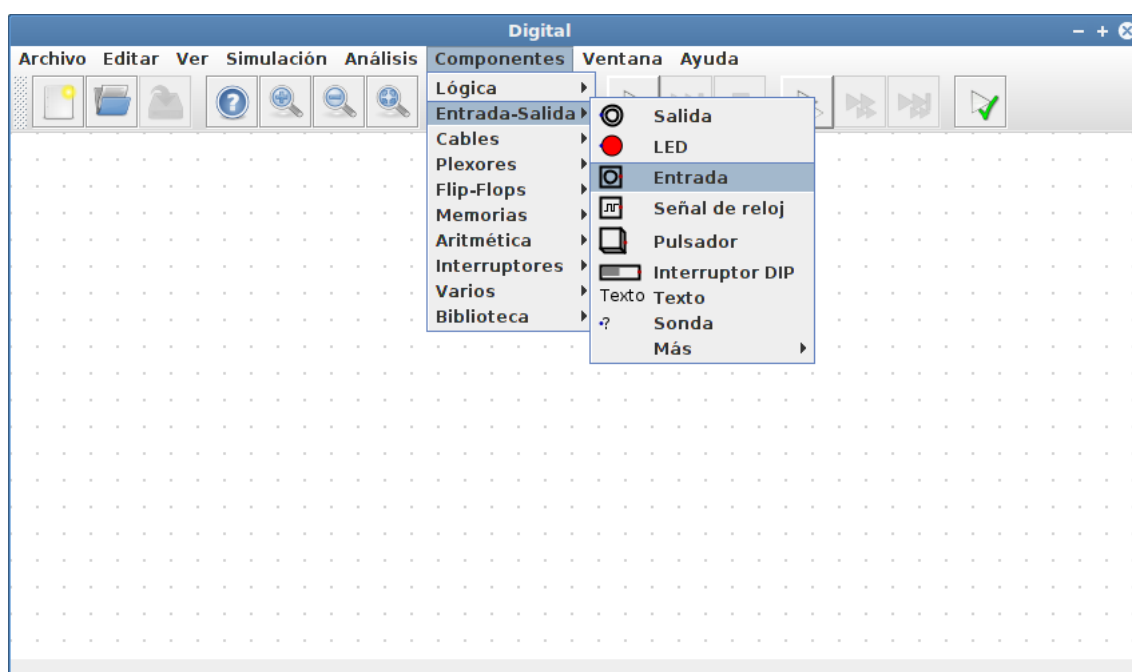 Digital
Archivo Editar Ver Simulación Análisis Componentes Ventana Ayuda
Lógica
Entrada-Salida
Cables
Plexores
Flip-Flops
Memorias
Aritmética
Interruptores
Varios
Biblioteca
Salida
LED
Entrada
Señal de reloj
Pulsador
Interruptor DIP
Texto Texto
·? Sonda
Más